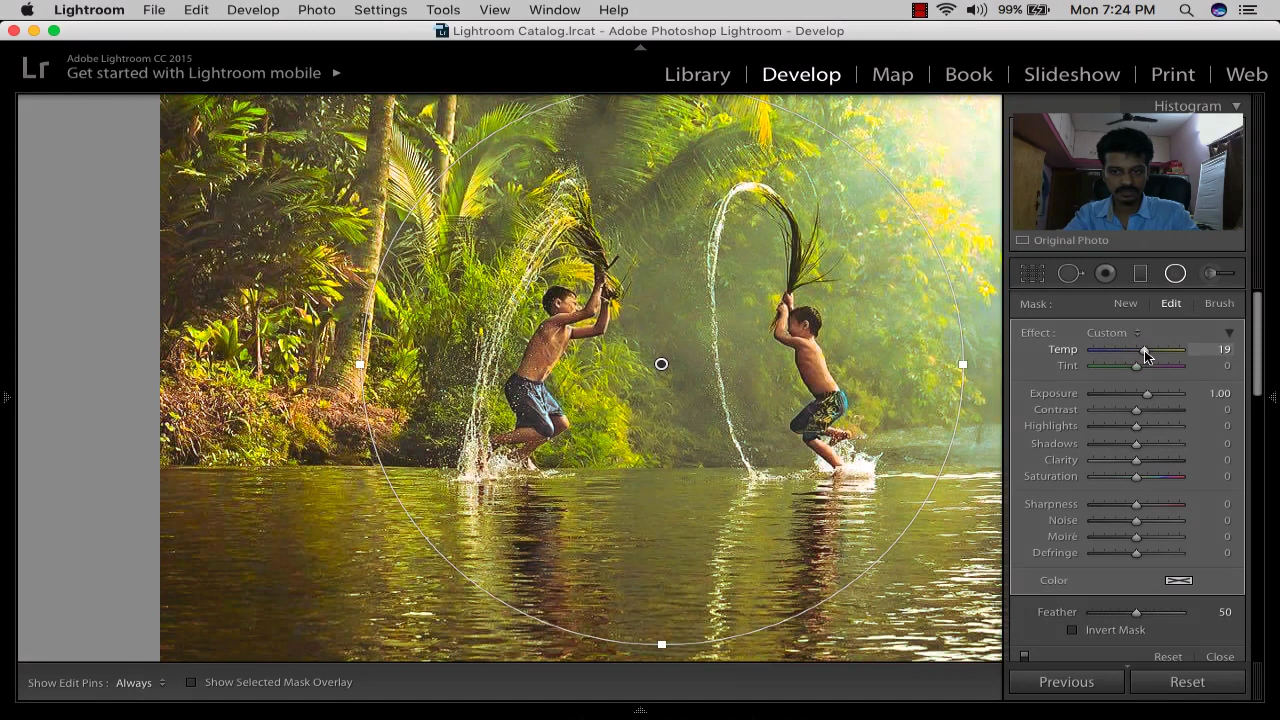 Lightroom File Edit Develop Photo Settings Tools View Window Help 99% Mon 7:24 PM
Lightroom Catalog.lrcat - Adobe Photoshop Lightroom - Develop
Lr Adobe Lightroom CC 2015
Get started with Lightroom mobile
Library Develop Map Book Slideshow Print Web
Histogram
Original Photo
Mask : New Edit Brush
Effect : Custom
Temp 19
Tint 0
Exposure 1.00
Contrast 0
Highlights 0
Shadows 0
Clarity 0
Saturation 0
Sharpness 0
Noise 0
Moiré 0
Defringe 0
Color
Feather 50
Invert Mask
Reset Close
Show Edit Pins : Always Show Selected Mask Overlay
Previous Reset